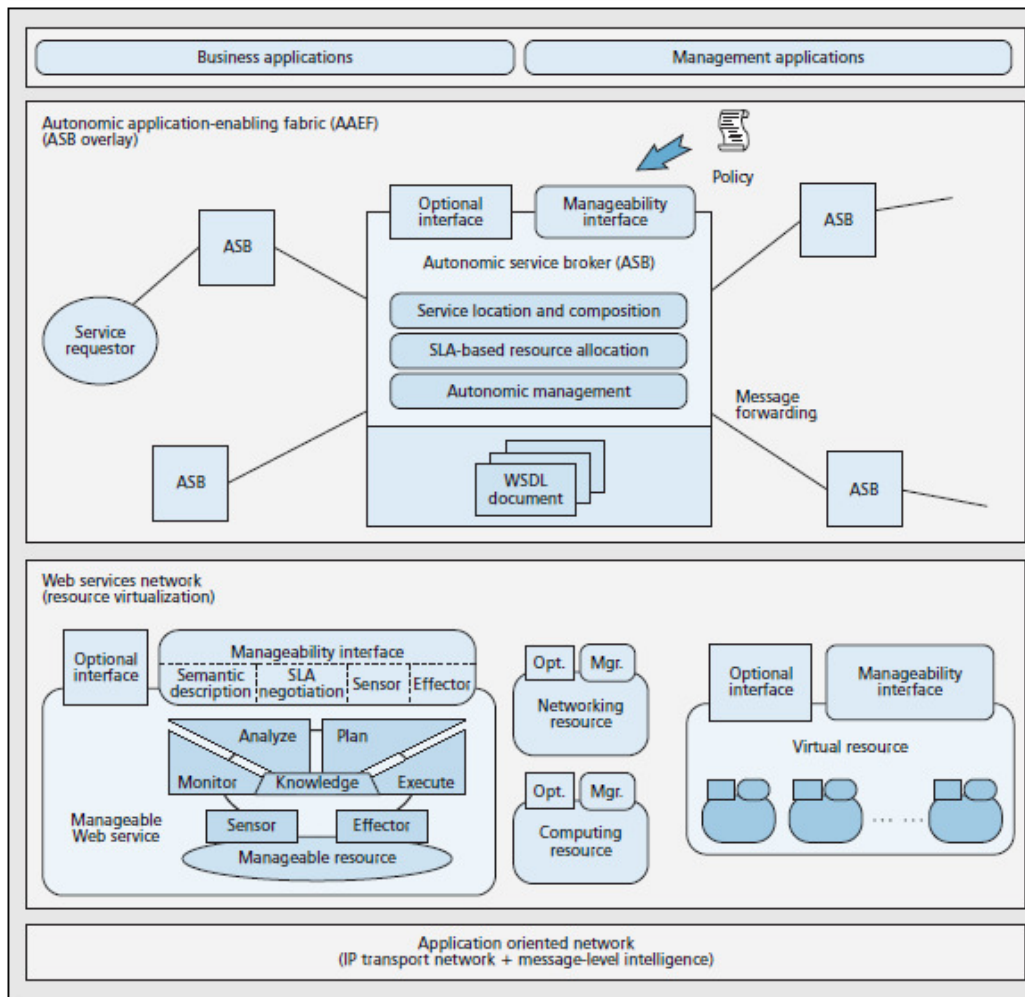 Business applications
Management applications
Autonomic application-enabling fabric (AAEF)
(ASB overlay)
Policy
Optional
interface
Manageability
interface
ASB
ASB
Autonomic service broker (ASB)
Service
requestor
Service location and composition
SLA-based resource allocation
Autonomic management
Message
forwarding
ASB
WSDL
document
ASB
Web services network
(resource virtualization)
Optional
interface
Manageability interface
Semantic
description
SLA
negotiation
Sensor
Effector
Analyze
Plan
Monitor
Knowledge
Execute
Manageable
Web service
Sensor
Effector
Manageable resource
Opt.
Mgr.
Networking
resource
Opt.
Mgr.
Computing
resource
Optional
interface
Manageability
interface
Virtual resource
... ...
Application oriented network
(IP transport network + message-level intelligence)